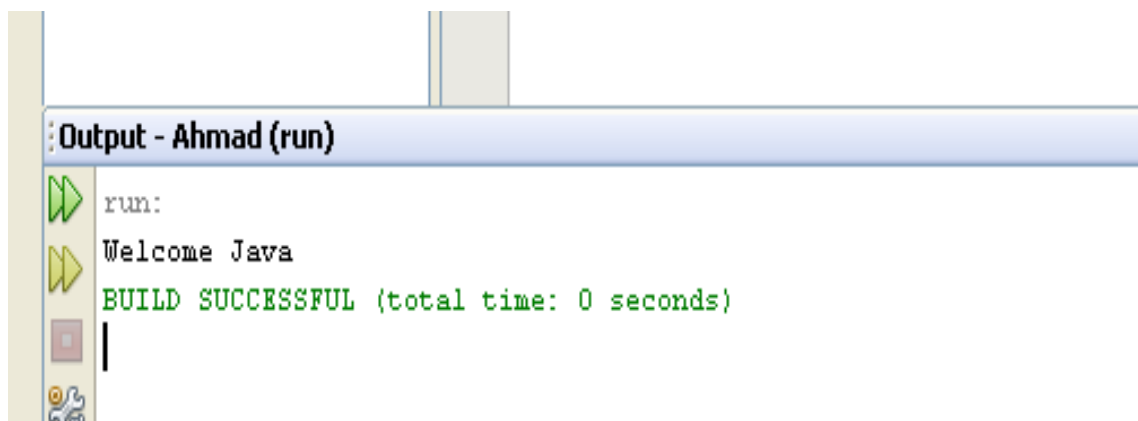 Output - Ahmad (run)
run:
Welcome Java
BUILD SUCCESSFUL (total time: 0 seconds)